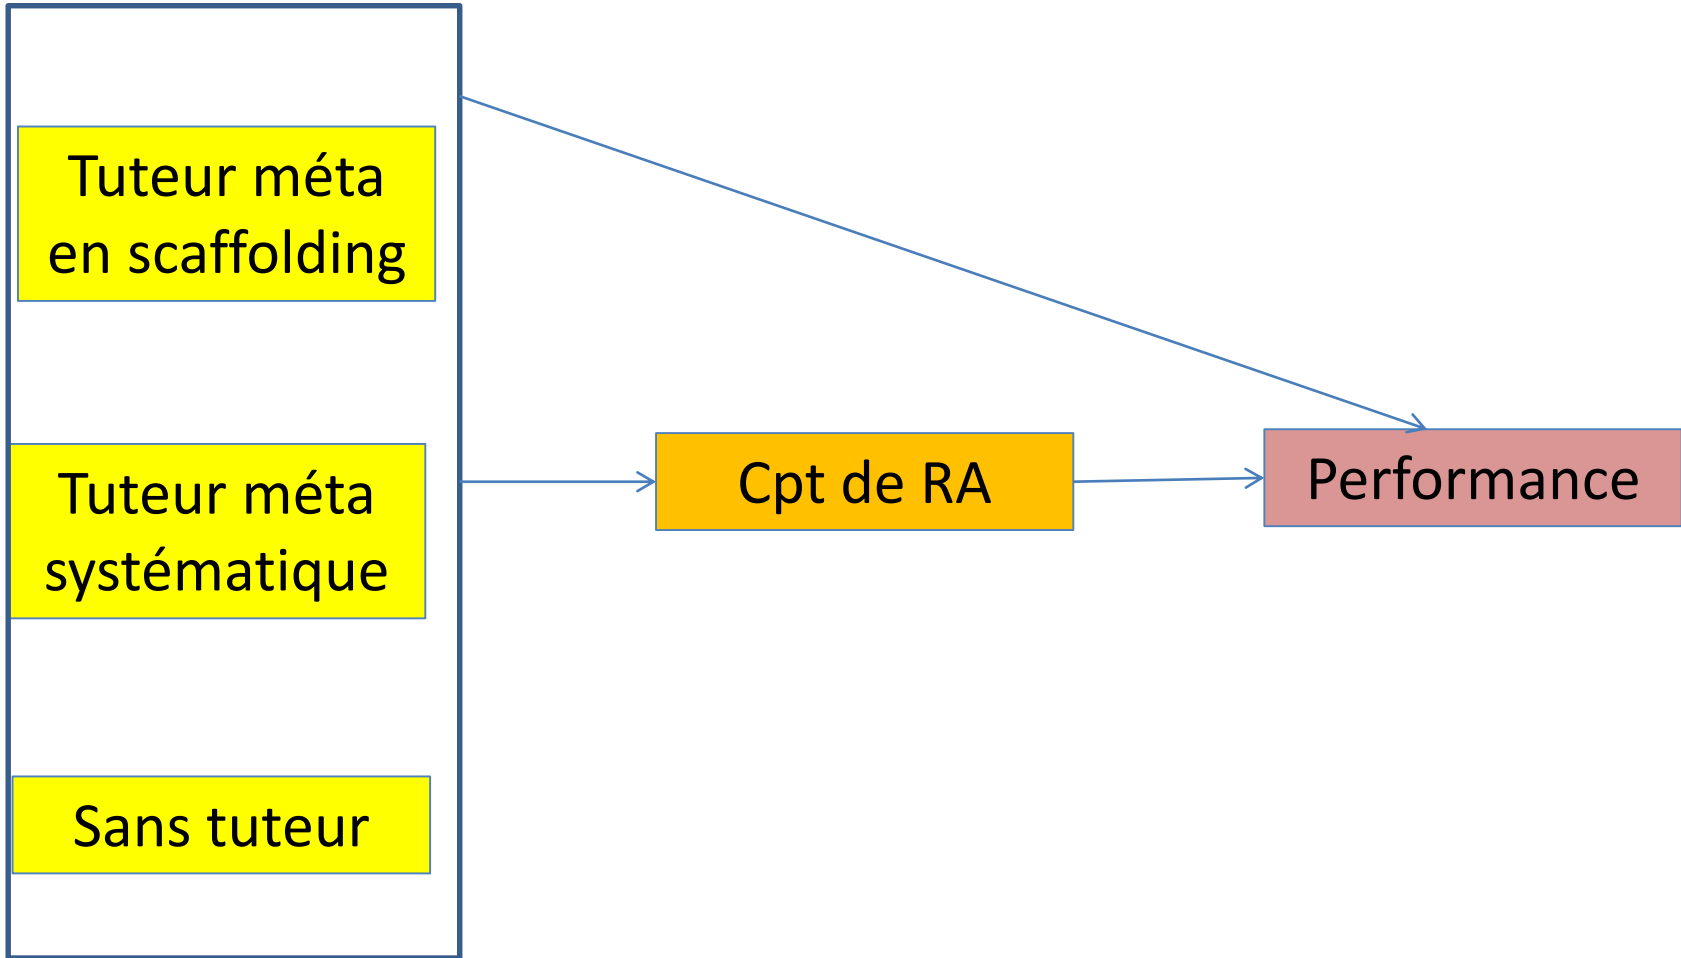 Tuteur méta
en scaffolding
Tuteur méta
systématique
Sans tuteur
Cpt de RA
Performance